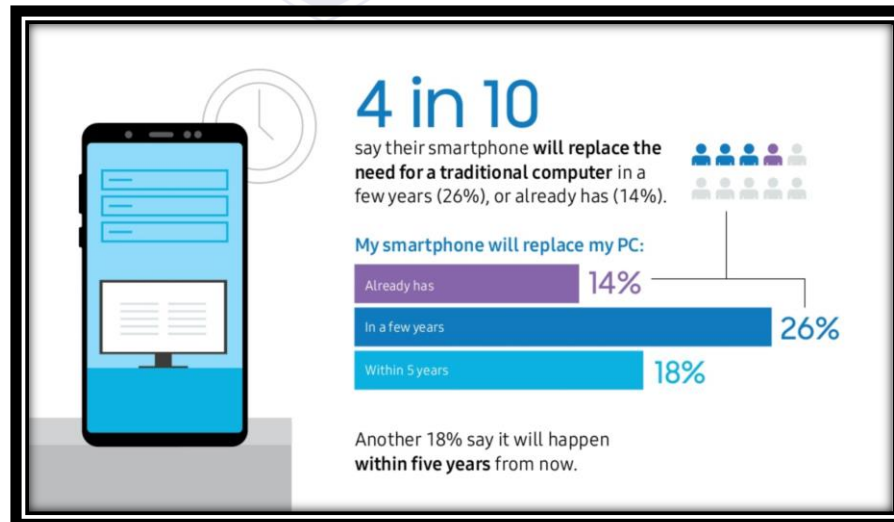 4 in 10
say their smartphone will replace the
need for a traditional computer in a
few years (26%), or already has (14%).
My smartphone will replace my PC:
Already has
14%
In a few years
26%
Within 5 years
18%
Another 18% say it will happen
within five years from now.